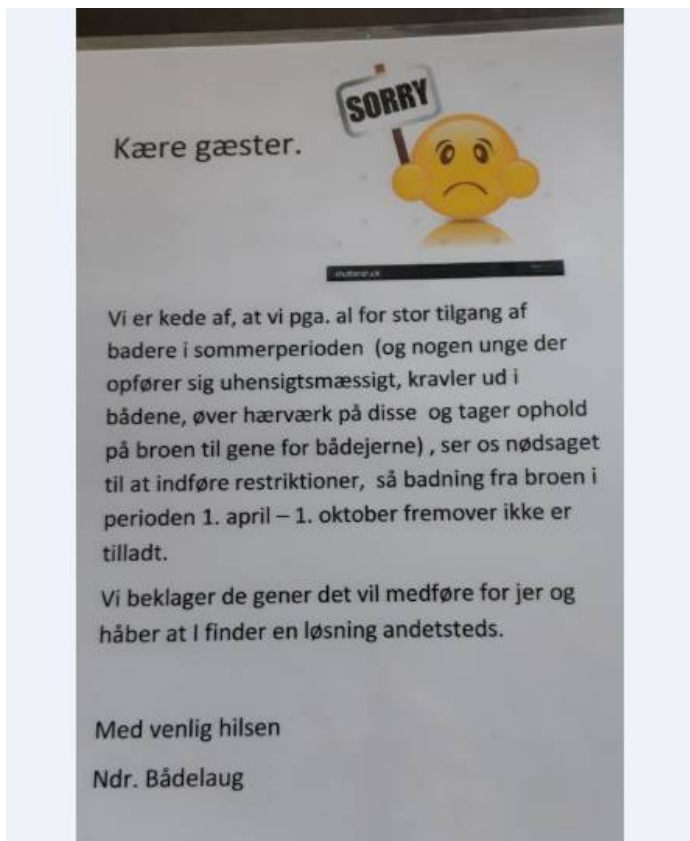 SORRY
Kære gæster.
Vi er kede af, at vi pga. al for stor tilgang af
badere i sommerperioden (og nogen unge der
opfører sig uhensigtsmæssigt, kravler ud i
bådene, øver hærværk på disse og tager ophold
på broen til gene for bådejerne) , ser os nødsaget
til at indføre restriktioner, så badning fra broen i
perioden 1. april – 1. oktober fremover ikke er
tilladt.
Vi beklager de gener det vil medføre for jer og
håber at I finder en løsning andetsteds.
Med venlig hilsen
Ndr. Bådelaug